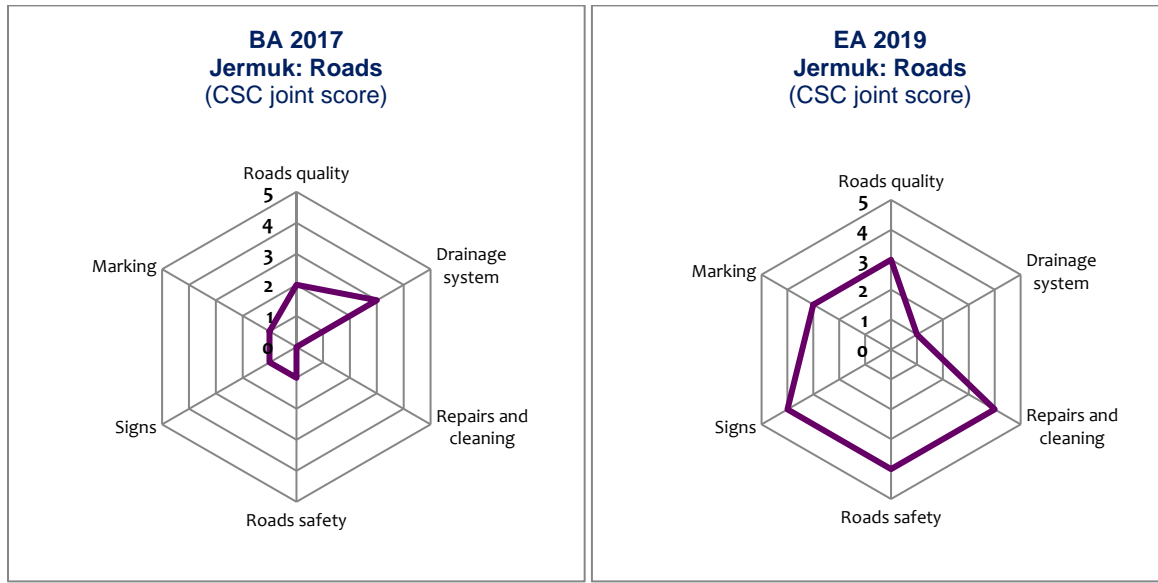 BA 2017
Jermuk: Roads
(CSC joint score)
Roads quality
5
4
3
2
1
0
Drainage
system
Repairs and
cleaning
Roads safety
Signs
Marking
EA 2019
Jermuk: Roads
(CSC joint score)
Roads quality
5
4
3
2
1
0
Drainage
system
Repairs and
cleaning
Roads safety
Signs
Marking